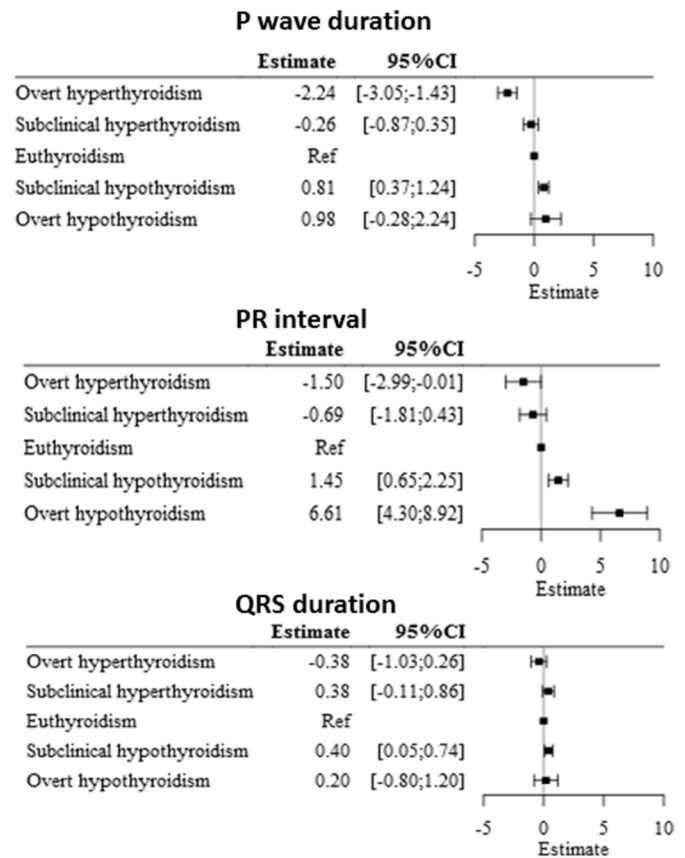 P wave duration
Estimate 95%CI
Overt hyperthyroidism -2.24 [-3.05;-1.43]
Subclinical hyperthyroidism -0.26 [-0.87;0.35]
Euthyroidism Ref
Subclinical hypothyroidism 0.81 [0.37;1.24]
Overt hypothyroidism 0.98 [-0.28;2.24]
-5 0 5 10
Estimate
PR interval
Estimate 95%CI
Overt hyperthyroidism -1.50 [-2.99;-0.01]
Subclinical hyperthyroidism -0.69 [-1.81;0.43]
Euthyroidism Ref
Subclinical hypothyroidism 1.45 [0.65;2.25]
Overt hypothyroidism 6.61 [4.30;8.92]
-5 0 5 10
Estimate
QRS duration
Estimate 95%CI
Overt hyperthyroidism -0.38 [-1.03;0.26]
Subclinical hyperthyroidism 0.38 [-0.11;0.86]
Euthyroidism Ref
Subclinical hypothyroidism 0.40 [0.05;0.74]
Overt hypothyroidism 0.20 [-0.80;1.20]
-5 0 5 10
Estimate